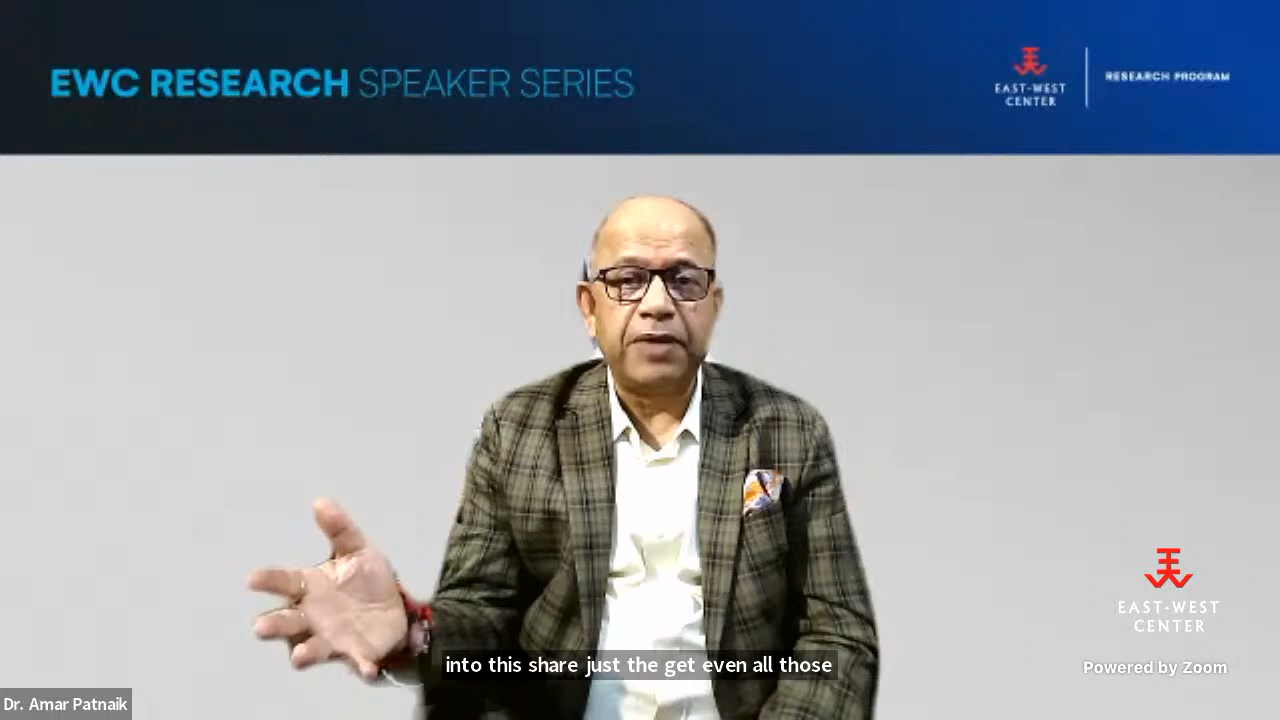 EWC RESEARCH SPEAKER SERIES
EAST-WEST
CENTER
RESEARCH PROGRAM
EAST-WEST
CENTER
into this share just the get even all those
Powered by Zoom
Dr. Amar Patnaik